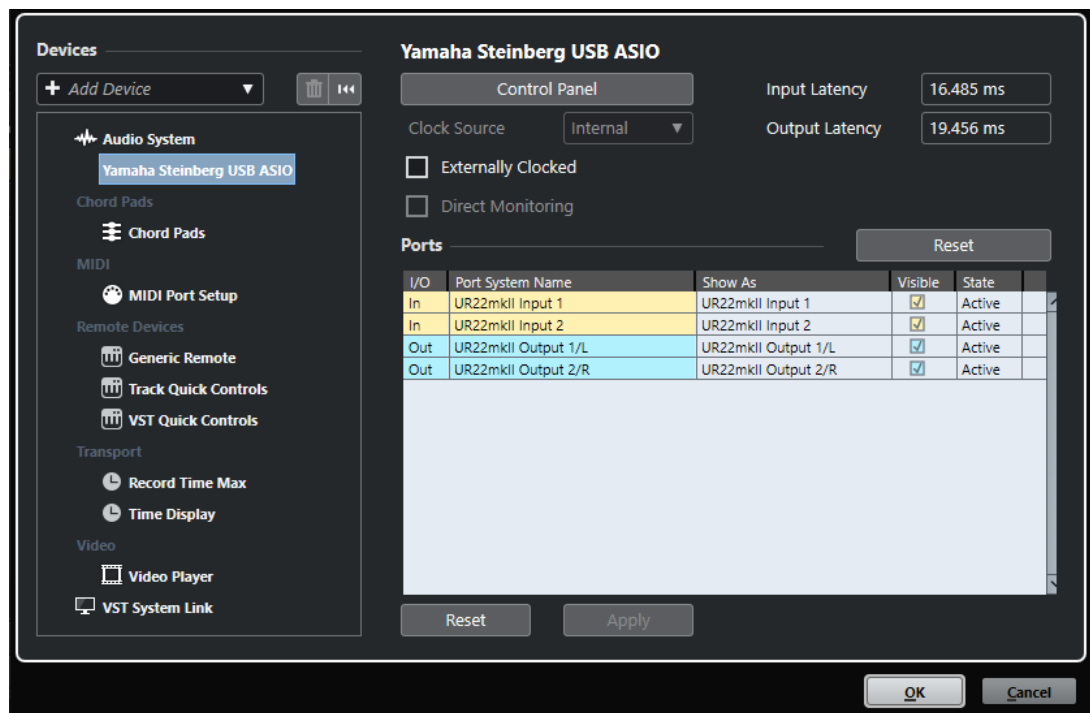 Devices
Add Device
Audio System
Yamaha Steinberg USB ASIO
Chord Pads
Chord Pads
MIDI
MIDI Port Setup
Remote Devices
Generic Remote
Track Quick Controls
VST Quick Controls
Transport
Record Time Max
Time Display
Video
Video Player
VST System Link
Yamaha Steinberg USB ASIO
Control Panel
Input Latency 16.485 ms
Clock Source Internal
Output Latency 19.456 ms
Externally Clocked
Direct Monitoring
Ports
Reset
I/O Port System Name Show As Visible State
In UR22mkII Input 1 UR22mkII Input 1 Active
In UR22mkII Input 2 UR22mkII Input 2 Active
Out UR22mkII Output 1/L UR22mkII Output 1/L Active
Out UR22mkII Output 2/R UR22mkII Output 2/R Active
Reset Apply
OK Cancel